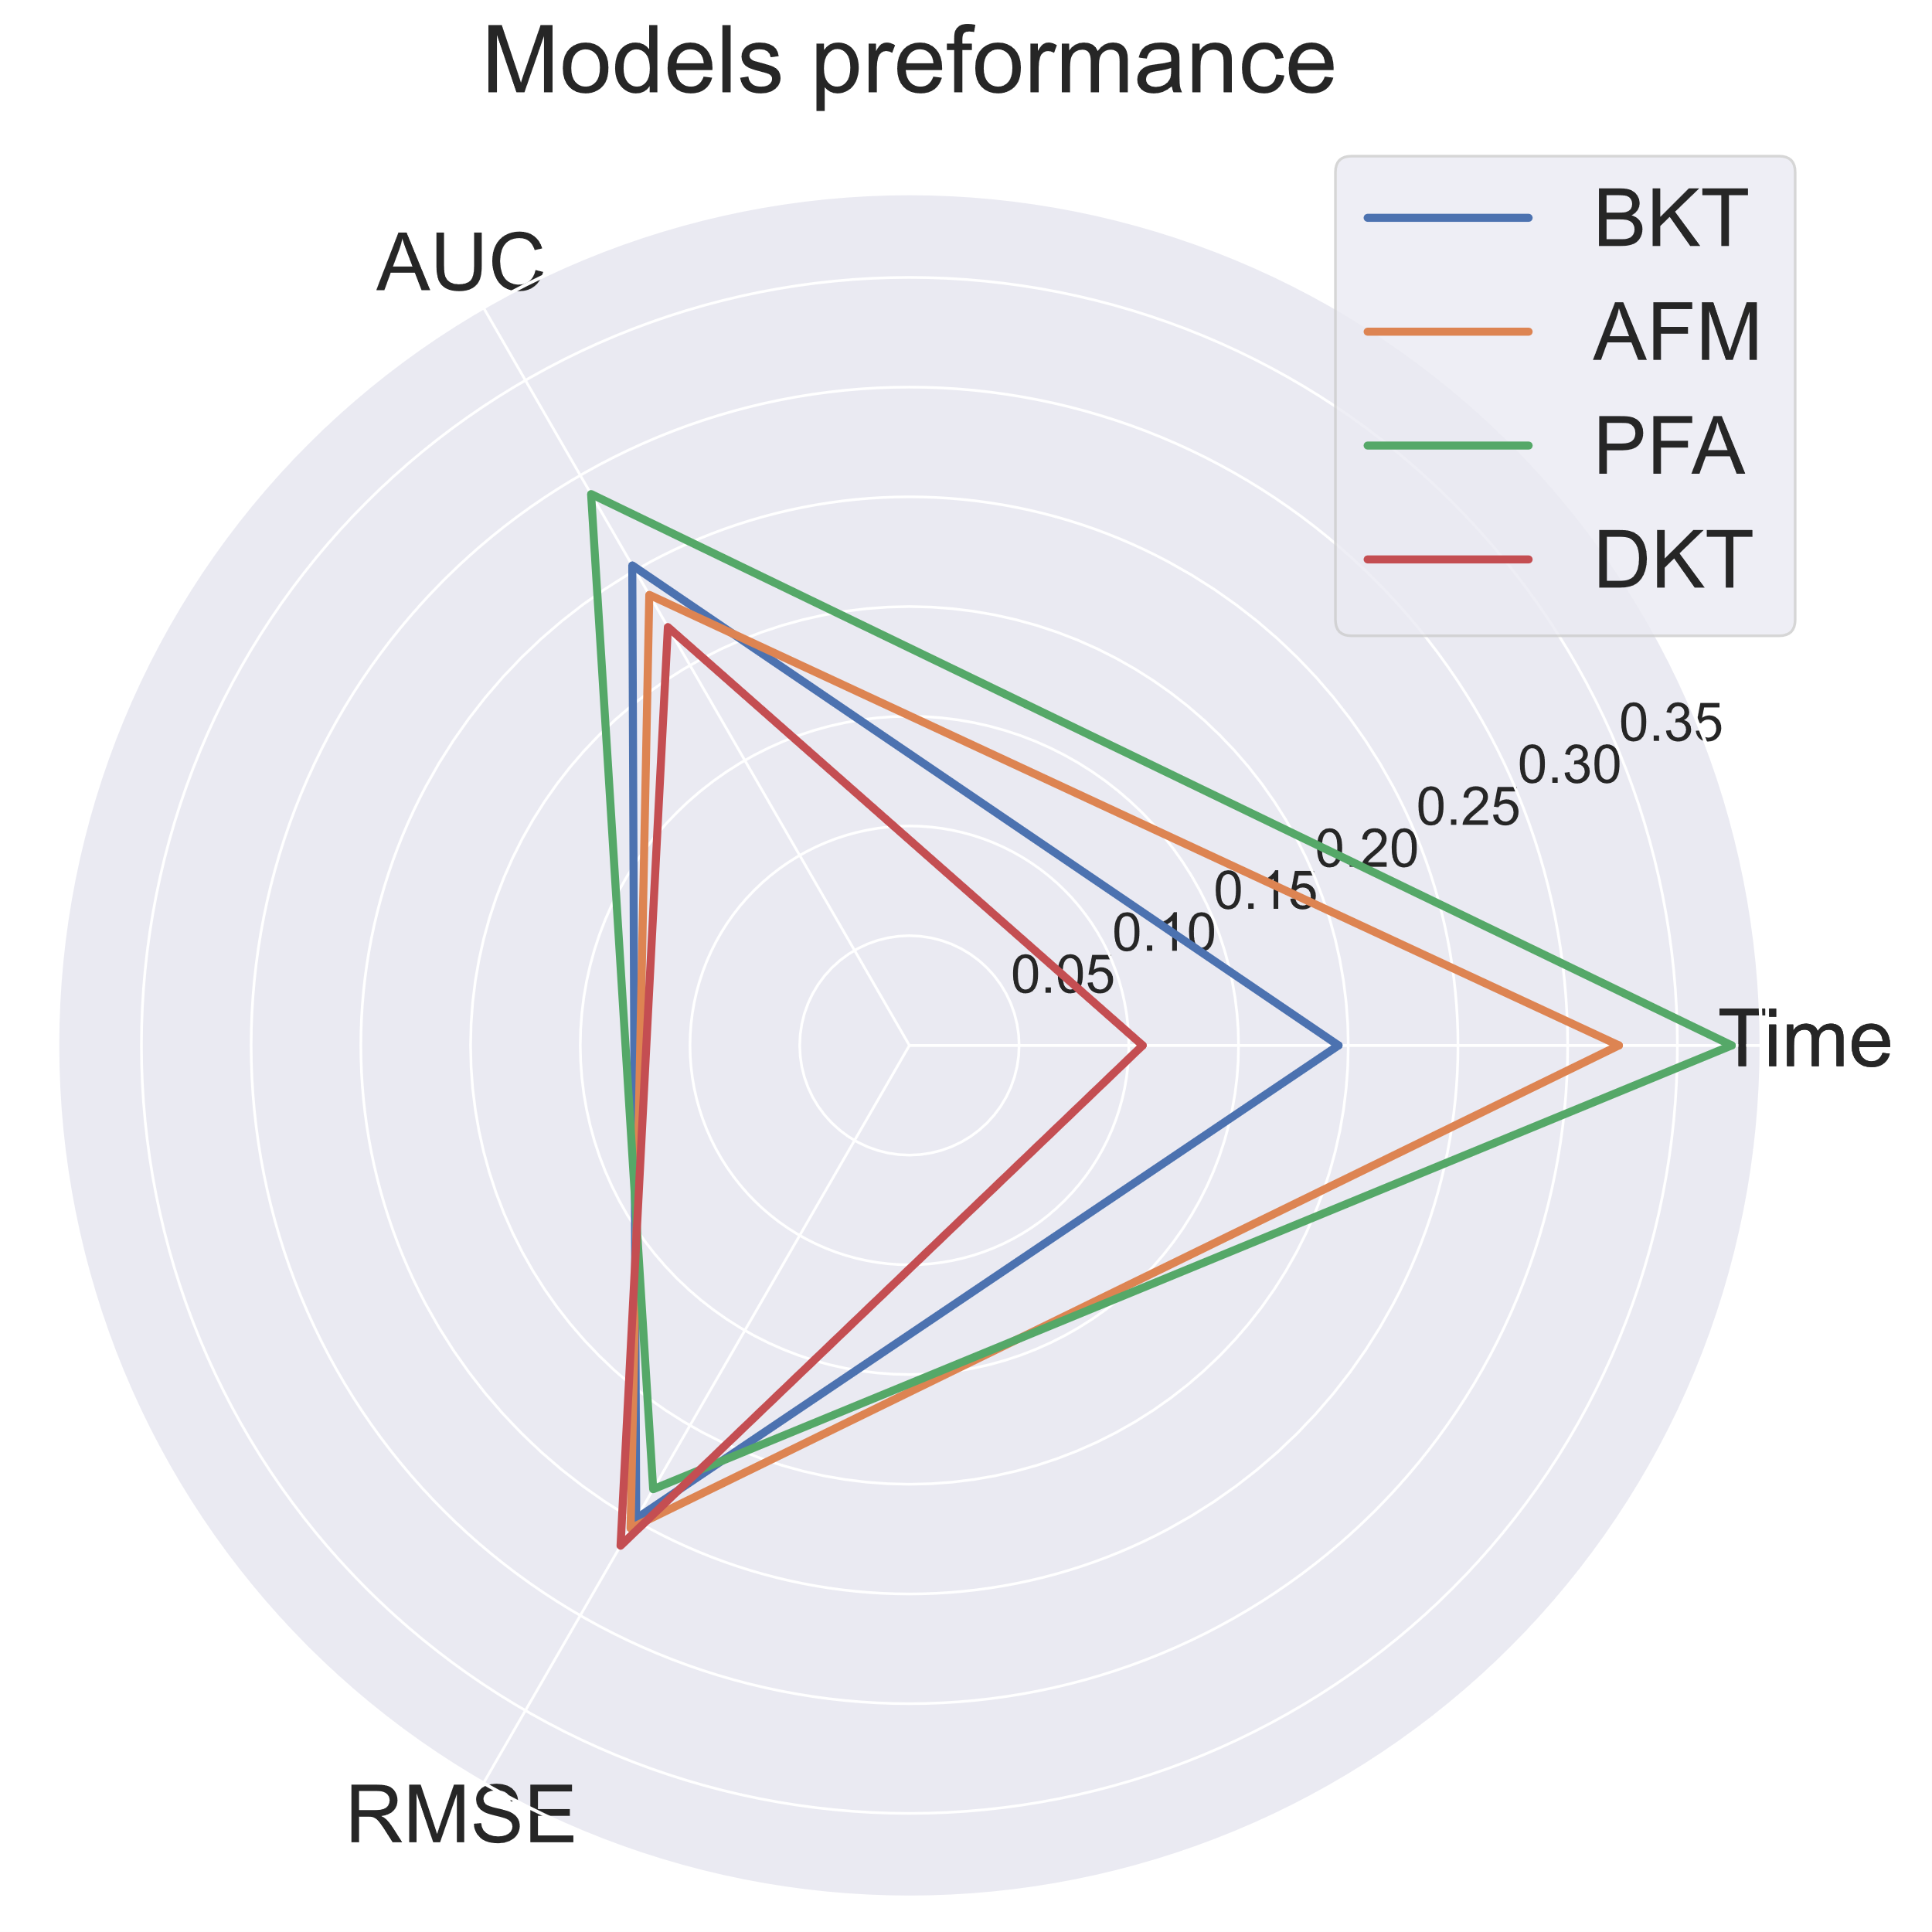 Models preformance
AUC
BKT
AFM
PFA
DKT
0.35
0.30
0.25
0.20
0.15
0.10
0.05
Time
RMSE